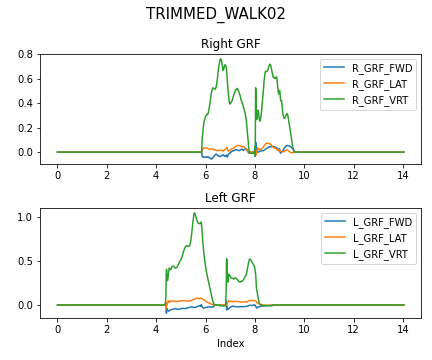 TRIMMED_WALK02
Right GRF
0.8
0.6
0.4
0.2
0.0
R_GRF_FWD
R_GRF_LAT
R_GRF_VRT
0 2 4 6 8 10 12 14
Left GRF
1.0
0.5
0.0
L_GRF_FWD
L_GRF_LAT
L_GRF_VRT
0 2 4 6 8 10 12 14
Index